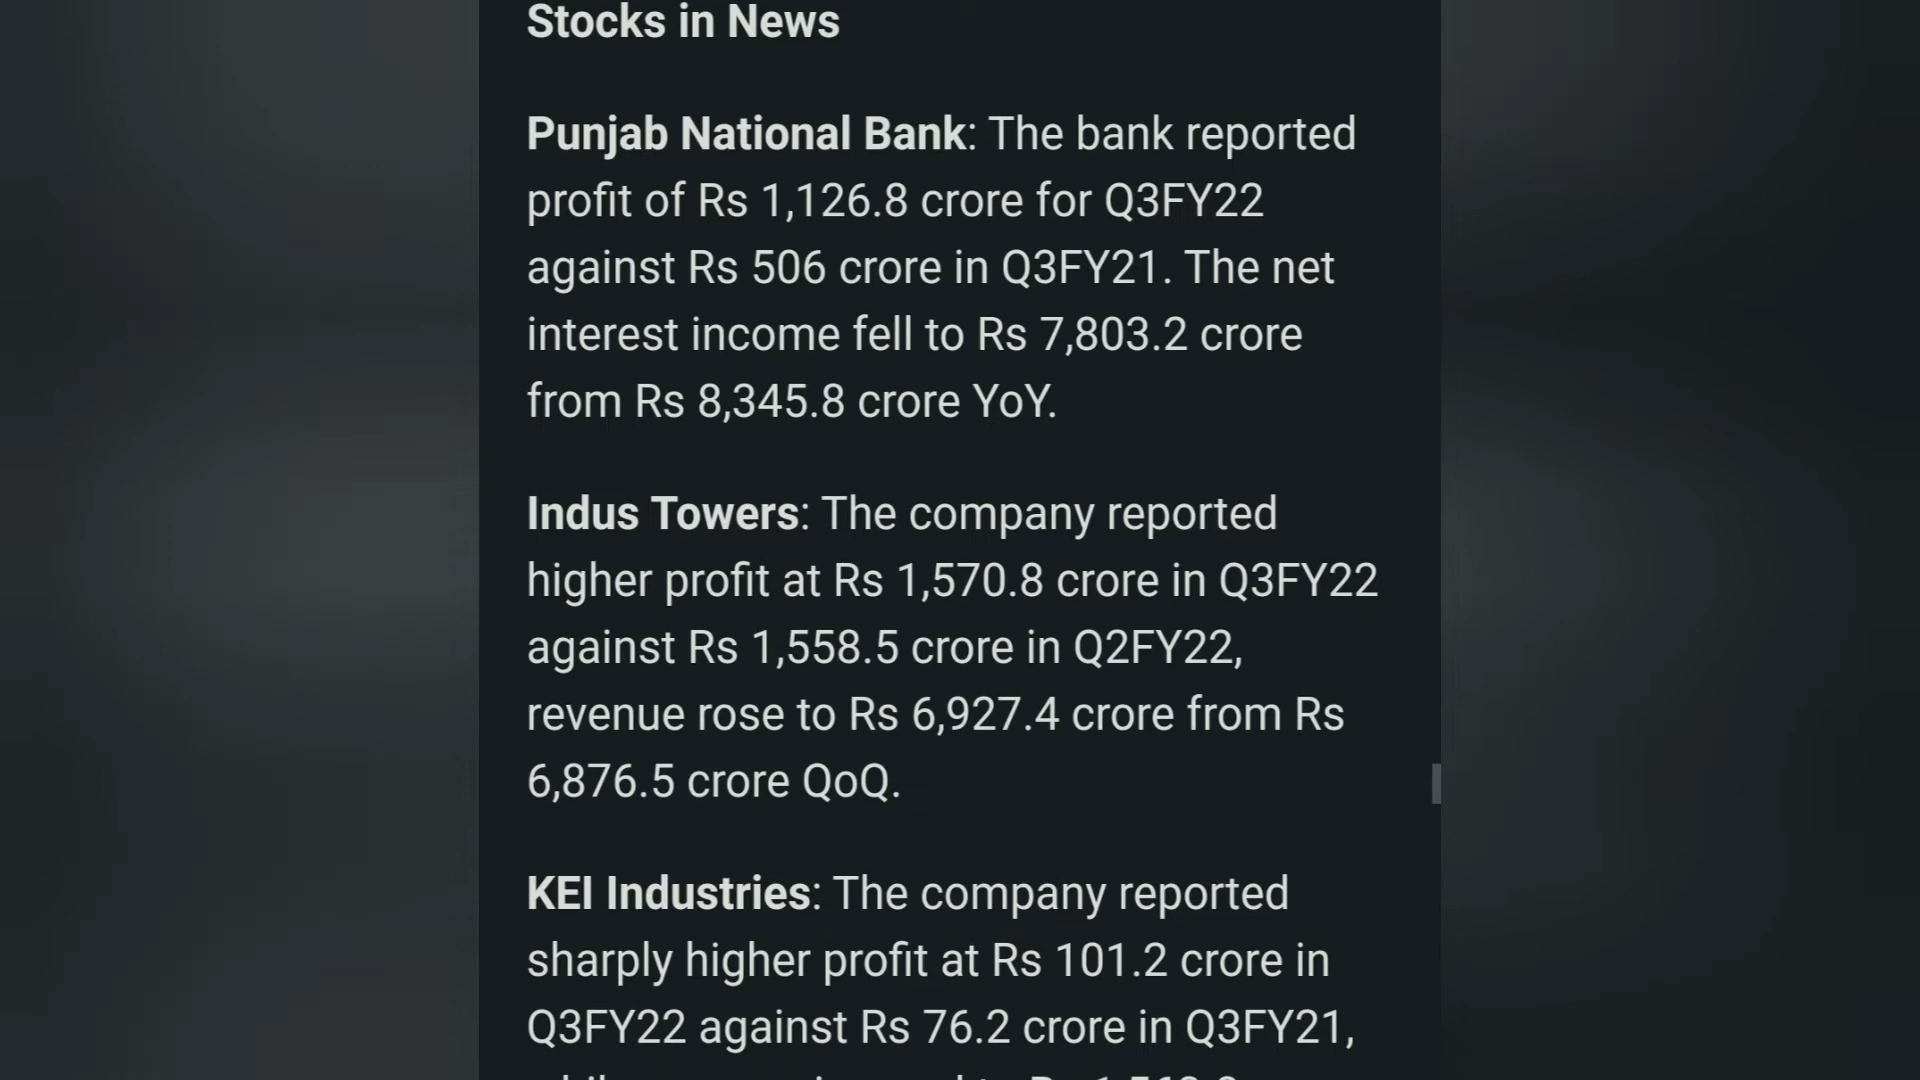 Stocks in News
Punjab National Bank: The bank reported
profit of Rs 1,126.8 crore for Q3FY22
against Rs 506 crore in Q3FY21. The net
interest income fell to Rs 7,803.2 crore
from Rs 8,345.8 crore YoY.
Indus Towers: The company reported
higher profit at Rs 1,570.8 crore in Q3FY22
against Rs 1,558.5 crore in Q2FY22,
revenue rose to Rs 6,927.4 crore from Rs
6,876.5 crore QoQ.
KEI Industries: The company reported
sharply higher profit at Rs 101.2 crore in
Q3FY22 against Rs 76.2 crore in Q3FY21,